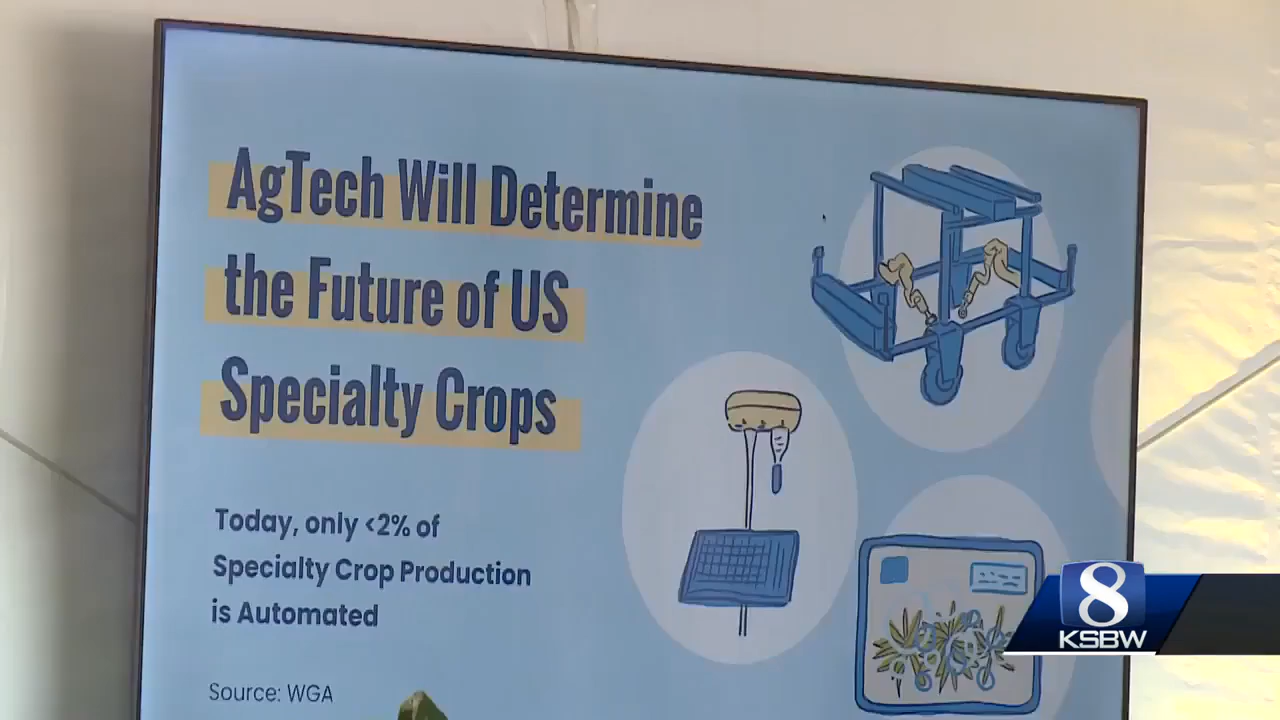 AgTech Will Determine
the Future of US
Specialty Crops
Today, only <2% of
Specialty Crop Production
is Automated
Source: WGA
8
KSBW